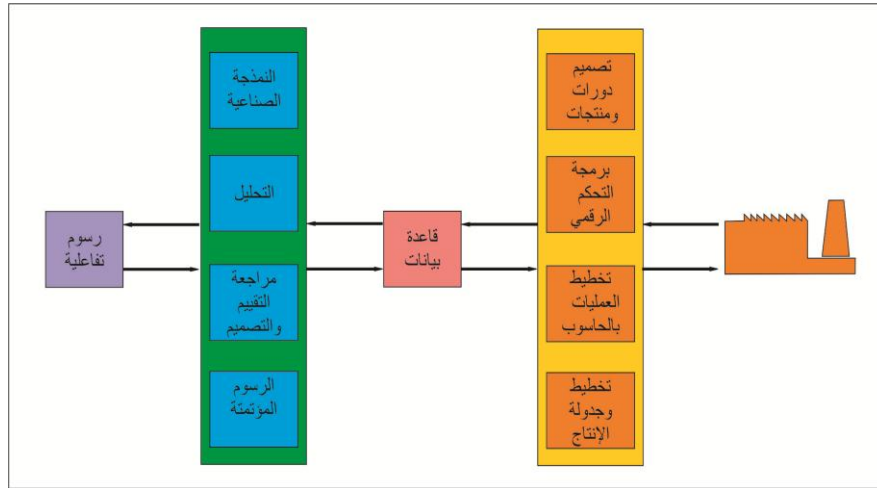 تصميم
دورات
ومنتجات
برمجة
التحكم
الرقمي
تخطيط
العمليات
بالحاسوب
تخطيط
وجدولة
الإنتاج
قاعدة
بيانات
النمذجة
الصناعية
التحليل
مراجعة
التقييم
والتصميم
الرسوم
المؤتمتة
رسوم
تفاعلية